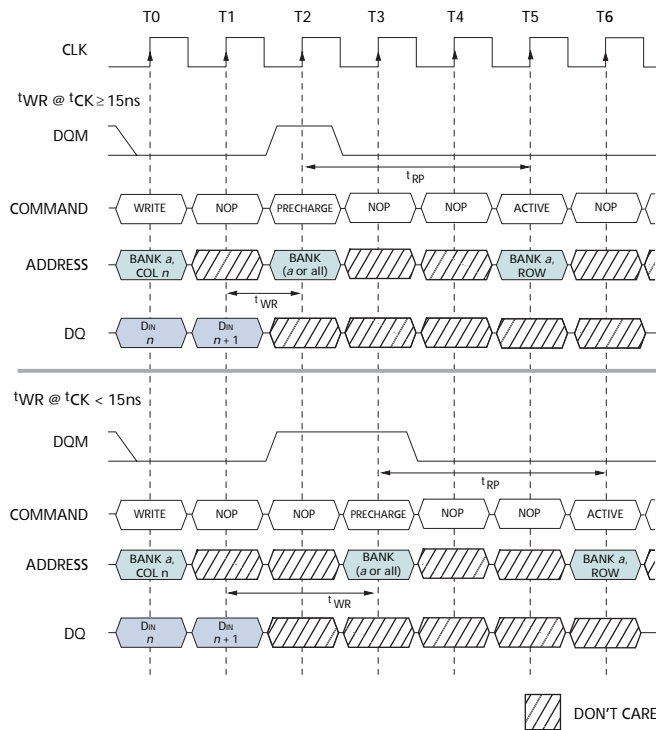 T0 T1 T2 T3 T4 T5 T6
CLK
tWR @ tCK ≥ 15ns
DQM
tRP
COMMAND WRITE NOP PRECHARGE NOP NOP ACTIVE NOP
ADDRESS BANK a, COL n BANK (a or all) BANK a, ROW
tWR
DQ DIN n DIN n + 1
tWR @ tCK < 15ns
DQM
tRP
COMMAND WRITE NOP NOP PRECHARGE NOP NOP ACTIVE
ADDRESS BANK a, COL n BANK (a or all) BANK a, ROW
tWR
DQ DIN n DIN n + 1
DON'T CARE